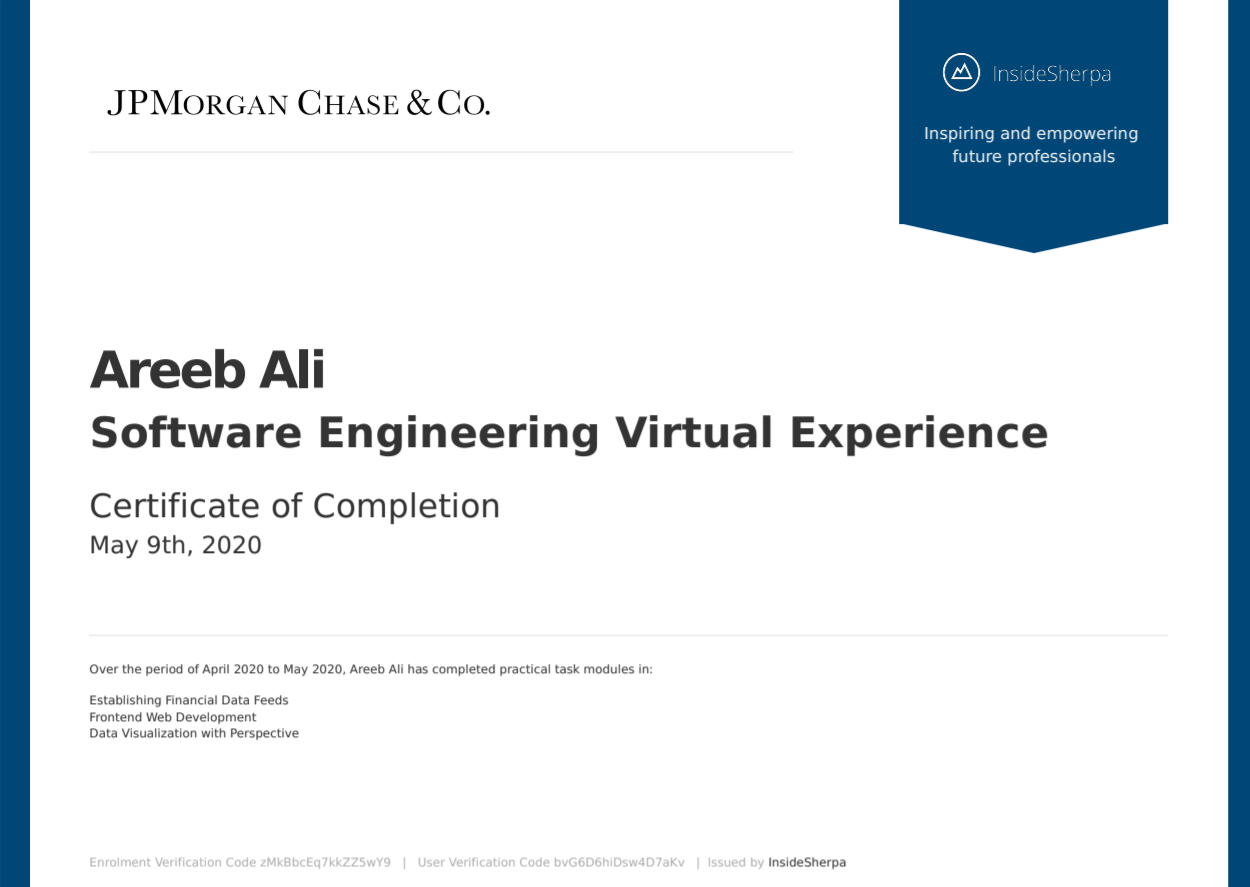 JPMORGAN CHASE & CO.
InsideSherpa
Inspiring and empowering
future professionals
Areeb Ali
Software Engineering Virtual Experience
Certificate of Completion
May 9th, 2020
Over the period of April 2020 to May 2020, Areeb Ali has completed practical task modules in:
Establishing Financial Data Feeds
Frontend Web Development
Data Visualization with Perspective
Enrolment Verification Code zMkBbcEq7kkZZ5wY9 | User Verification Code bvG6D6hiDsw4D7aKv | Issued by InsideSherpa